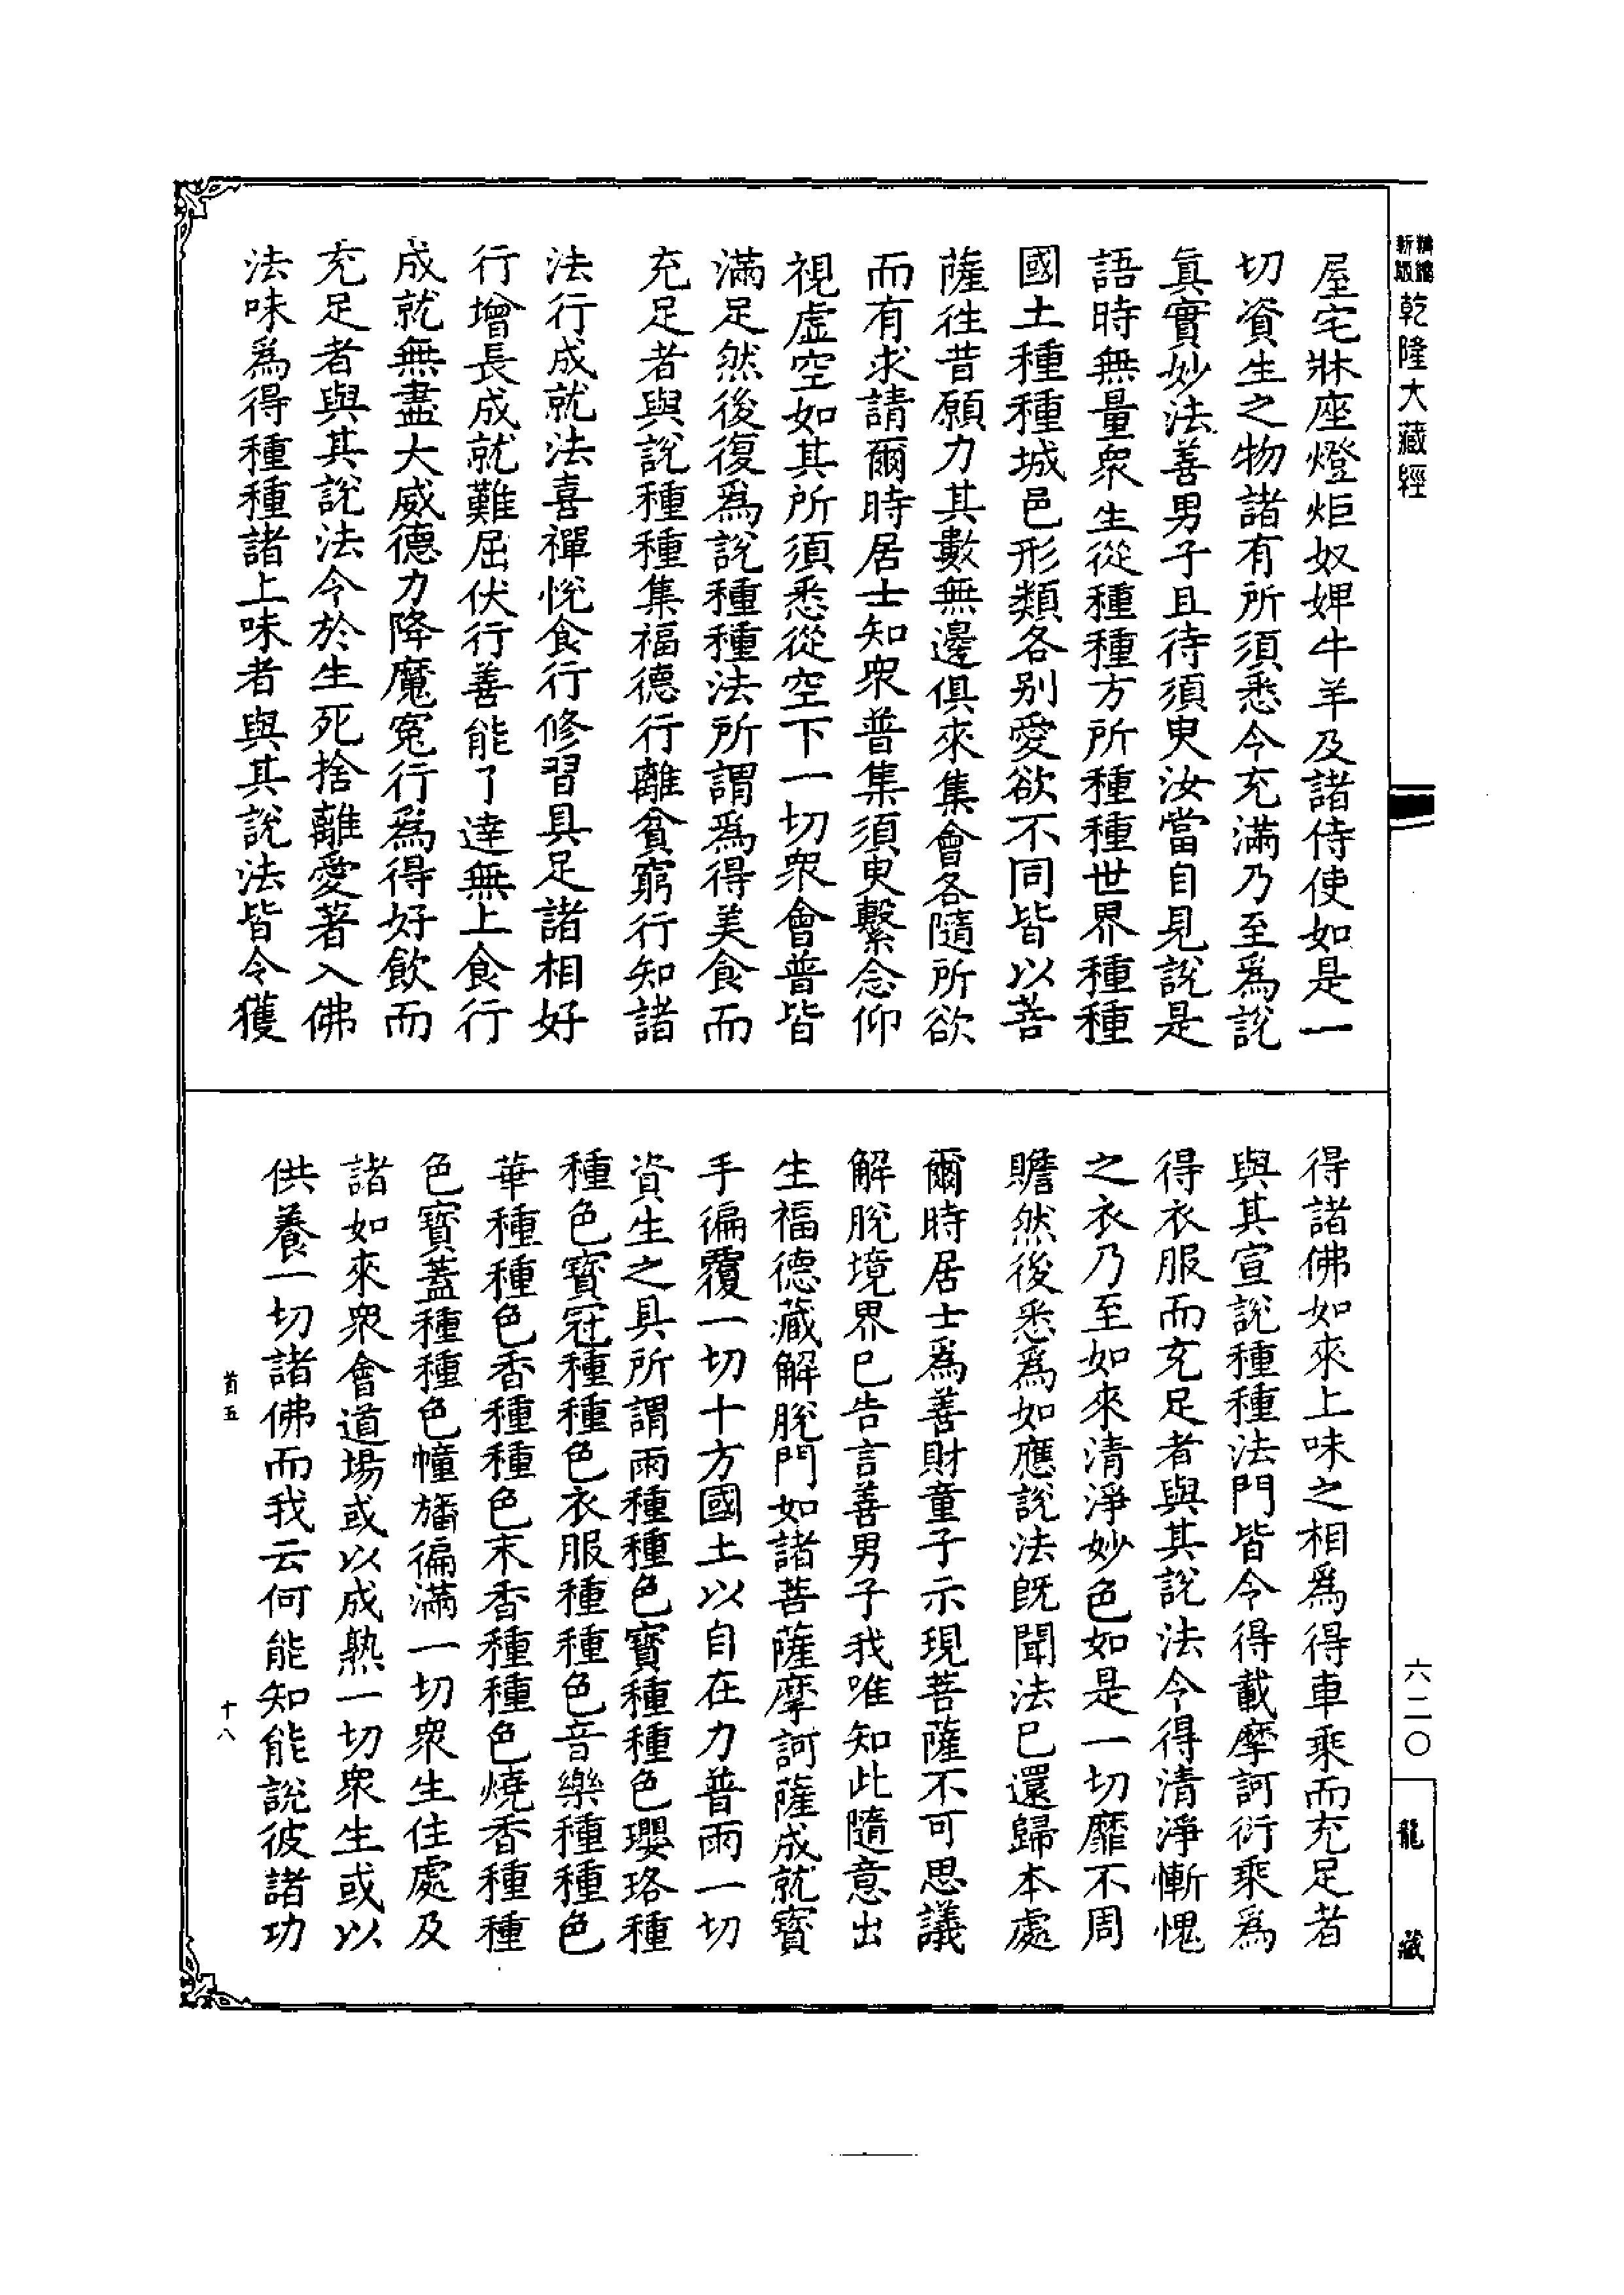 精編
新版
乾隆大藏經
屋宅牀座燈炬奴婢牛羊及諸侍使如是一
切資生之物諸有所須悉令充滿乃至爲說
眞實妙法善男子且待須臾汝當自見說是
語時無量衆生從種種方所種種世界種種
國土種種城邑形類各别愛欲不同皆以菩
薩往昔願力其數無邊俱來集會各隨所欲
而有求請爾時居士知衆普集須臾繫念仰
視虛空如其所須悉從空下一切衆會普皆
滿足然後復爲說種種法所謂爲得美食而
充足者與說種種集福德行離貧窮行知諸
法行成就法喜禪悅食行修習具足諸相好
行增長成就難屈伏行善能了達無上食行
成就無盡大威德力降魔冤行爲得好飲而
充足者與其說法令於生死捨離愛著入佛
法味爲得種種諸上味者與其說法皆令獲
得諸佛如來上味之相爲得車乘而充足者
與其宣說種種法門皆令得載摩訶衍乘爲
得衣服而充足者與其說法令得清淨慚愧
之衣乃至如來清淨妙色如是一切靡不周
贍然後悉爲如應說法旣聞法已還歸本處
爾時居士爲善財童子示現菩薩不可思議
解脫境界已告言善男子我唯知此隨意出
生福德藏解脫門如諸菩薩摩訶薩成就寶
手徧覆一切十方國土以自在力普雨一切
資生之具所謂雨種種色寶種種色瓔珞種
種色寶冠種種色衣服種種色音樂種種色
華種種色香種種色末香種種色燒香種種
色寶蓋種種色幢旛徧滿一切衆生住處及
諸如來衆會道場或以成熟一切衆生或以
供養一切諸佛而我云何能知能說彼諸功
首五
十八
六二〇
龍藏